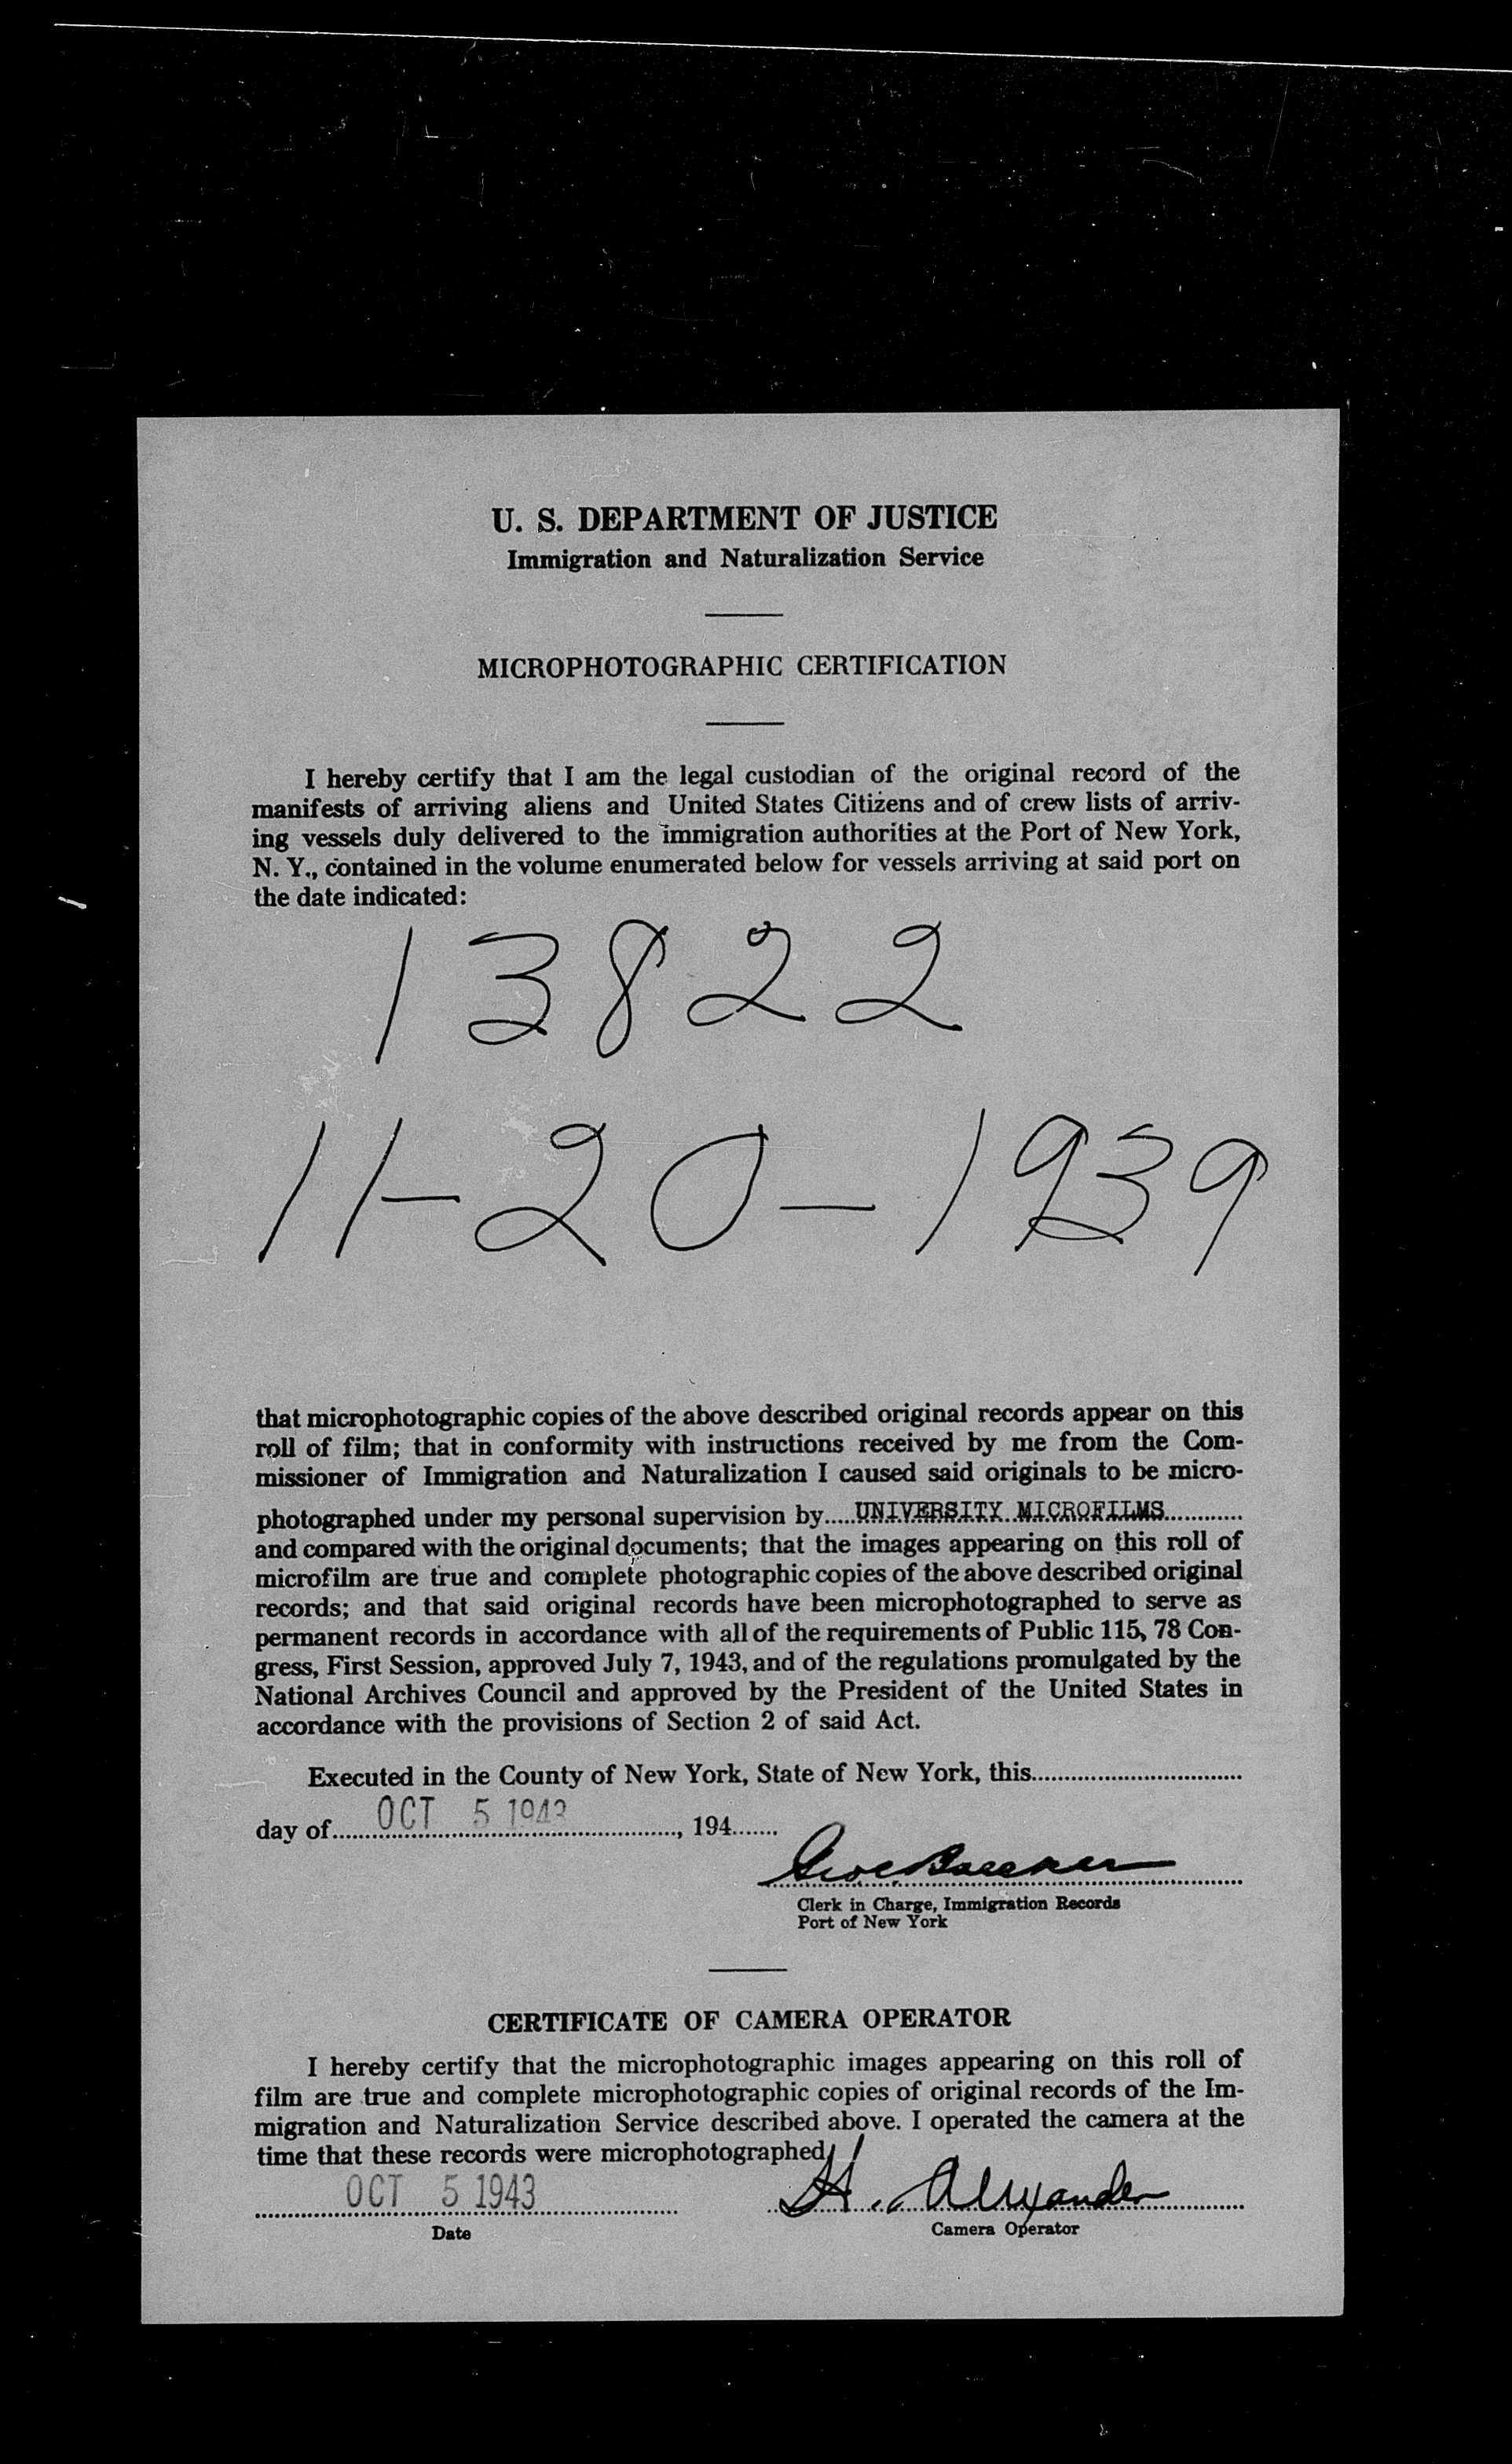 U. S. DEPARTMENT OF JUSTICE
Immigration and Naturalization Service
MICROPHOTOGRAPHIC CERTIFICATION
I hereby certify that I am the legal custodian of the original record of the
manifests of arriving aliens and United States Citizens and of crew lists of arriv-
ing vessels duly delivered to the immigration authorities at the Port of New York,
N. Y., contained in the volume enumerated below for vessels arriving at said port on
the date indicated:
13822
11-20-1939
that microphotographic copies of the above described original records appear on this
roll of film; that in conformity with instructions received by me from the Com-
missioner of Immigration and Naturalization I caused said originals to be micro-
photographed under my personal supervision by.....UNIVERSITY MICROFILMS............
and compared with the original documents; that the images appearing on this roll of
microfilm are true and complete photographic copies of the above described original
records; and that said original records have been microphotographed to serve as
permanent records in accordance with all of the requirements of Public 115, 78 Con-
gress, First Session, approved July 7, 1943, and of the regulations promulgated by the
National Archives Council and approved by the President of the United States in
accordance with the provisions of Section 2 of said Act.
Executed in the County of New York, State of New York, this................................
day of......OCT 5 1943......, 194.......
Clerk in Charge, Immigration Records
Port of New York
CERTIFICATE OF CAMERA OPERATOR
I hereby certify that the microphotographic images appearing on this roll of
film are true and complete microphotographic copies of original records of the Im-
migration and Naturalization Service described above. I operated the camera at the
time that these records were microphotographed.
OCT 5 1943 H. Alexander
Date Camera Operator